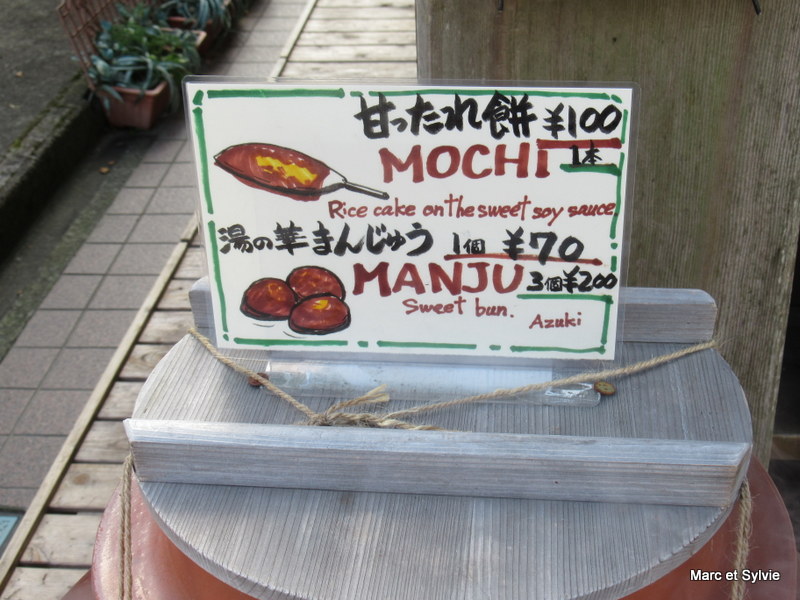 甘ったれ餅 ¥100
MOCHI 1本
Rice cake on the sweet soy sauce
湯の華まんじゅう 1個 ¥70
MANJU 3個¥200
Sweet bun. Azuki
Marc et Sylvie